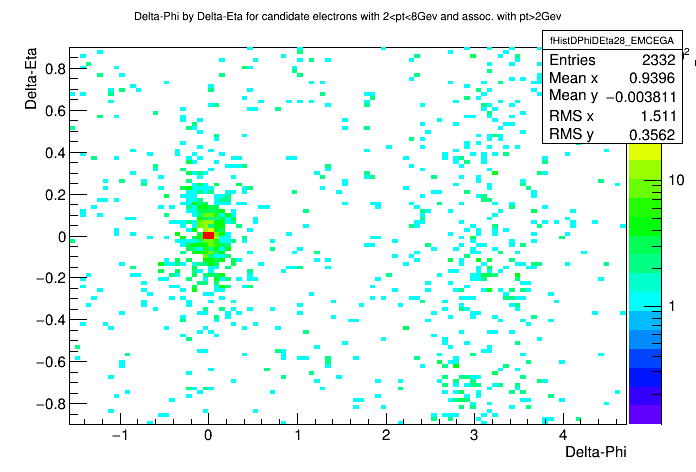 Delta-Phi by Delta-Eta for candidate electrons with 2<pt<8Gev and assoc. with pt>2Gev
fHistDPhiDEta28_EMCEGA
Entries 2332
Mean x 0.9396
Mean y −0.003811
RMS x 1.511
RMS y 0.3562
2
Delta-Eta
0.8
0.6
0.4
0.2
0
−0.2
−0.4
−0.6
−0.8
−1 0 1 2 3 4
Delta-Phi
10
1